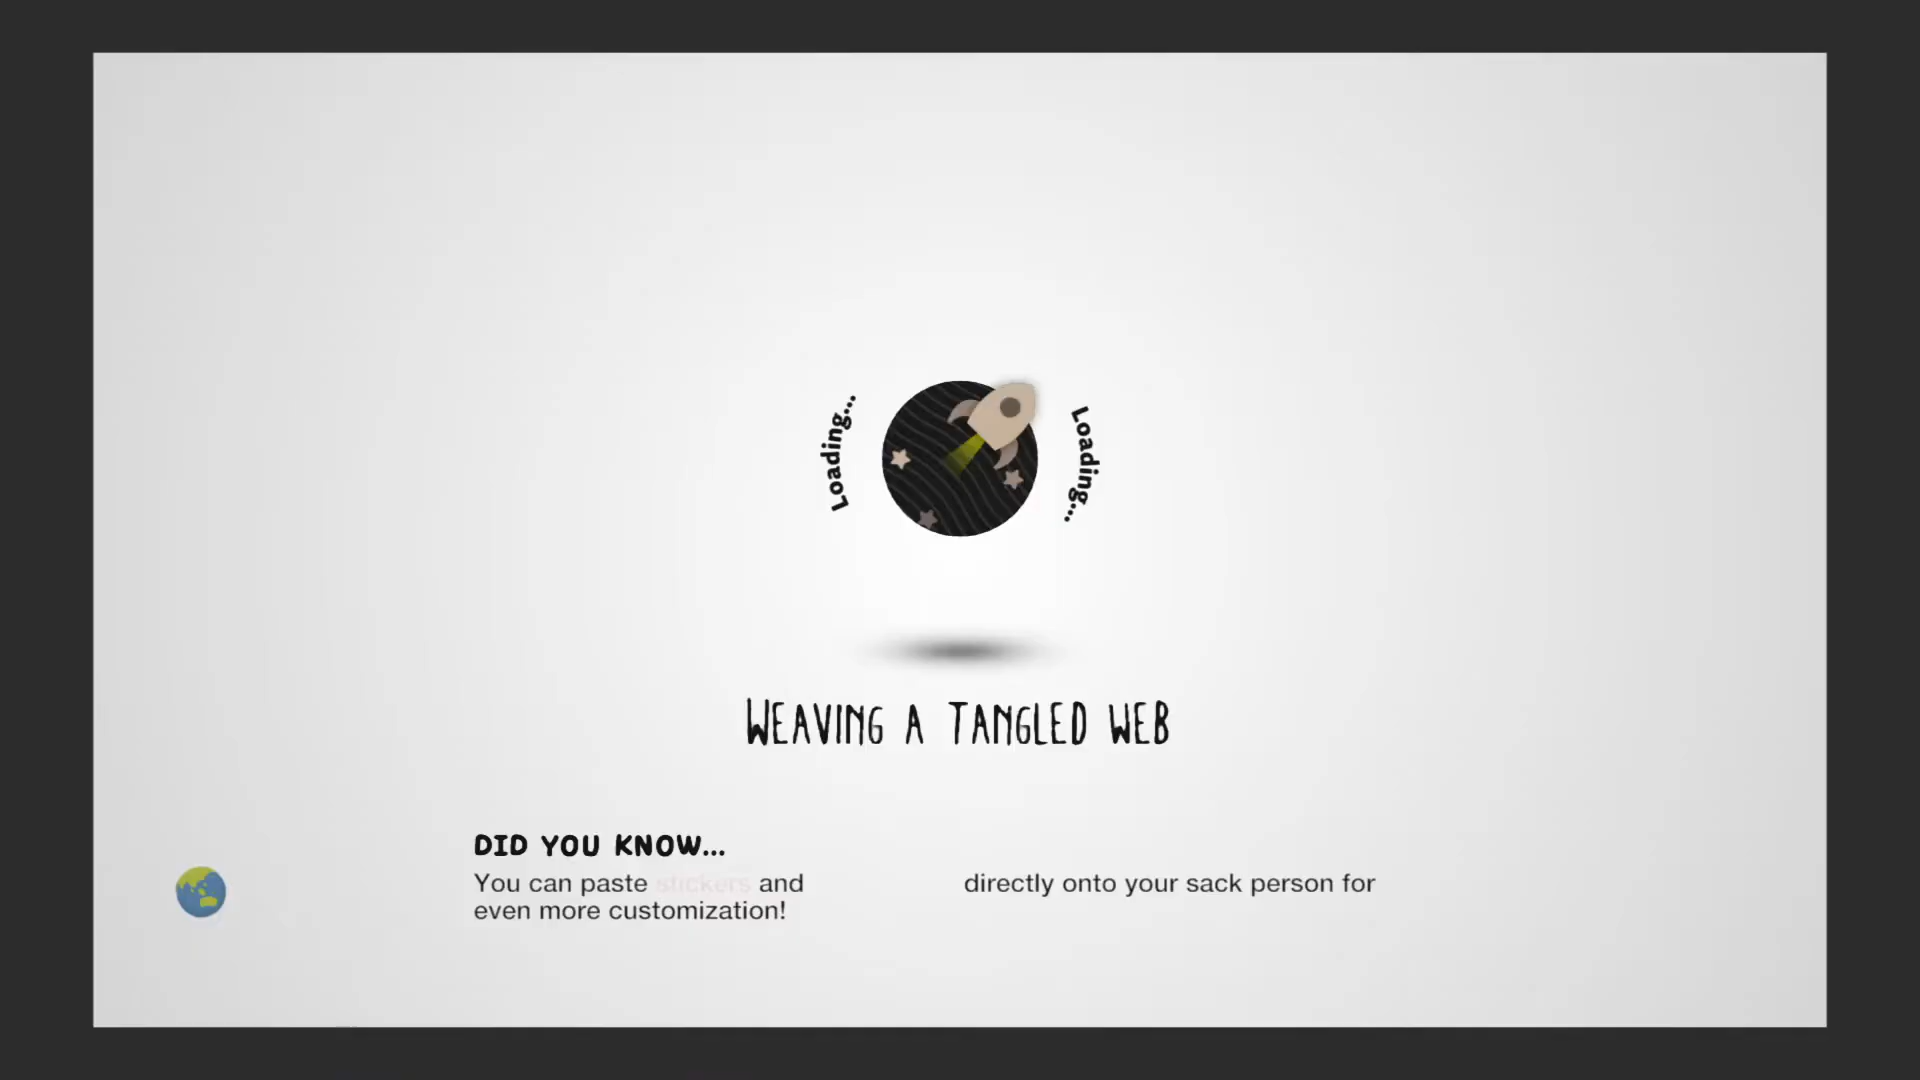 Loading...
Loading...
WEAVING A TANGLED WEB
DID YOU KNOW...
You can paste stickers and directly onto your sack person for
even more customization!